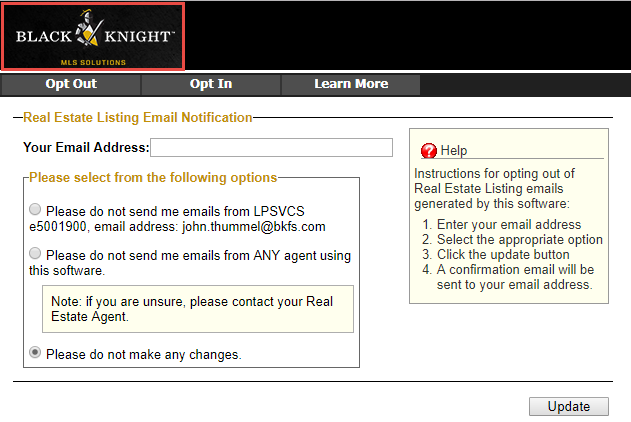 BLACK KNIGHT
MLS SOLUTIONS
Opt Out Opt In Learn More
Real Estate Listing Email Notification
Your Email Address:
Please select from the following options
Please do not send me emails from LPSVCS
e5001900, email address: john.thummel@bkfs.com
Please do not send me emails from ANY agent using
this software.
Note: if you are unsure, please contact your Real
Estate Agent.
Please do not make any changes.
? Help
Instructions for opting out of
Real Estate Listing emails
generated by this software:
1. Enter your email address
2. Select the appropriate option
3. Click the update button
4. A confirmation email will be
sent to your email address.
Update